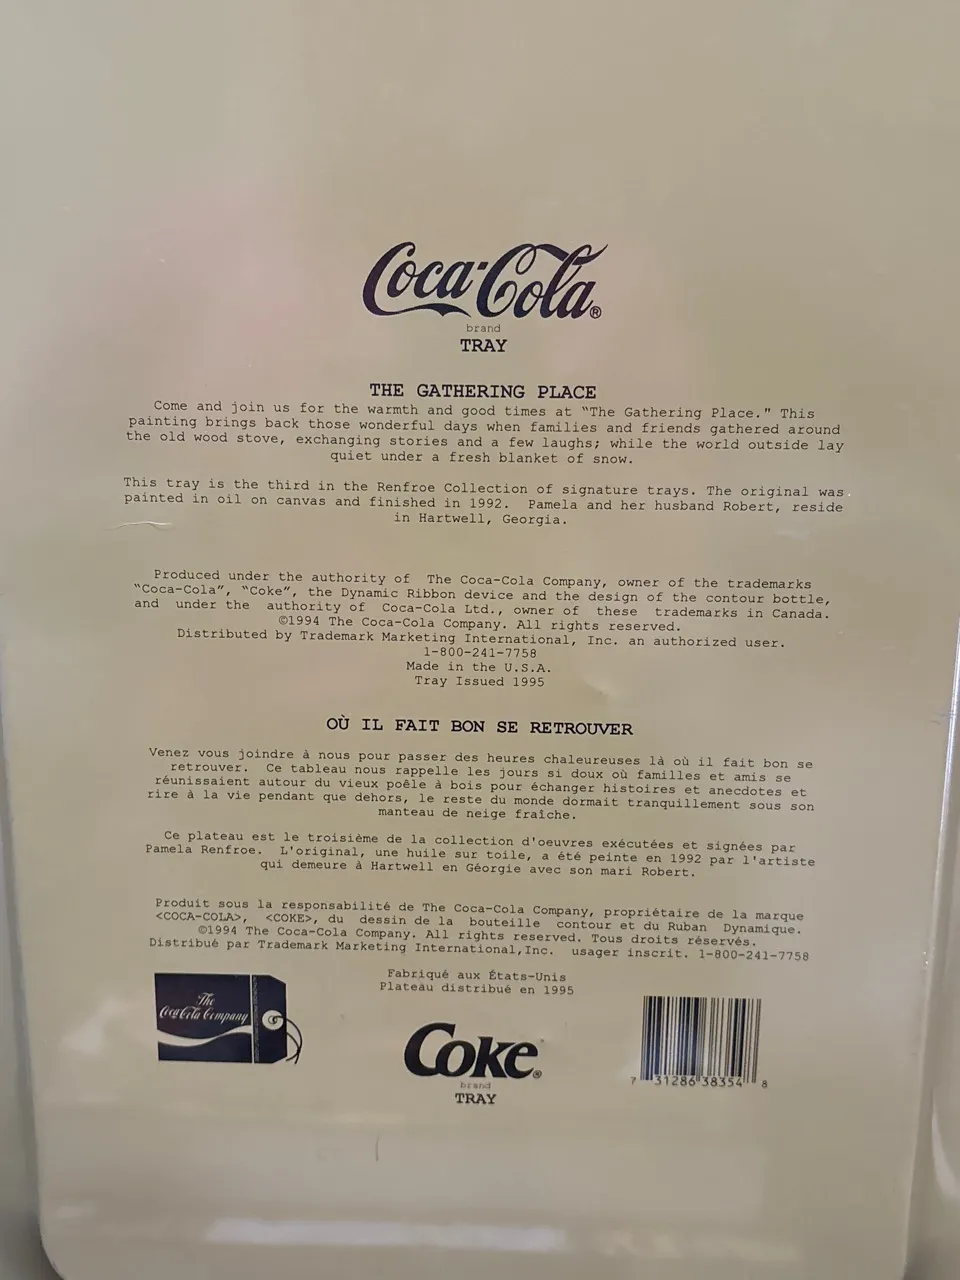 Coca-Cola®
brand
TRAY
THE GATHERING PLACE
Come and join us for the warmth and good times at "The Gathering Place." This
painting brings back those wonderful days when families and friends gathered around
the old wood stove, exchanging stories and a few laughs; while the world outside lay
quiet under a fresh blanket of snow.
This tray is the third in the Renfroe Collection of signature trays. The original was
painted in oil on canvas and finished in 1992. Pamela and her husband Robert, reside
in Hartwell, Georgia.
Produced under the authority of The Coca-Cola Company, owner of the trademarks
"Coca-Cola", "Coke", the Dynamic Ribbon device and the design of the contour bottle,
and under the authority of Coca-Cola Ltd., owner of these trademarks in Canada.
©1994 The Coca-Cola Company. All rights reserved.
Distributed by Trademark Marketing International, Inc. an authorized user.
1-800-241-7758
Made in the U.S.A.
Tray Issued 1995
OÙ IL FAIT BON SE RETROUVER
Venez vous joindre à nous pour passer des heures chaleureuses là où il fait bon se
retrouver. Ce tableau nous rappelle les jours si doux où familles et amis se
réunissaient autour du vieux poêle à bois pour échanger histoires et anecdotes et
rire à la vie pendant que dehors, le reste du monde dormait tranquillement sous son
manteau de neige fraîche.
Ce plateau est le troisième de la collection d'oeuvres exécutées et signées par
Pamela Renfroe. L'original, une huile sur toile, a été peinte en 1992 par l'artiste
qui demeure à Hartwell en Géorgie avec son mari Robert.
Produit sous la responsabilité de The Coca-Cola Company, propriétaire de la marque
<COCA-COLA>, <COKE>, du dessin de la bouteille contour et du Ruban Dynamique.
©1994 The Coca-Cola Company. All rights reserved. Tous droits réservés.
Distribué par Trademark Marketing International,Inc. usager inscrit. 1-800-241-7758
Fabriqué aux États-Unis
Plateau distribué en 1995
The
Coca-Cola Company
Coke®
brand
TRAY
7 31286 38354 8